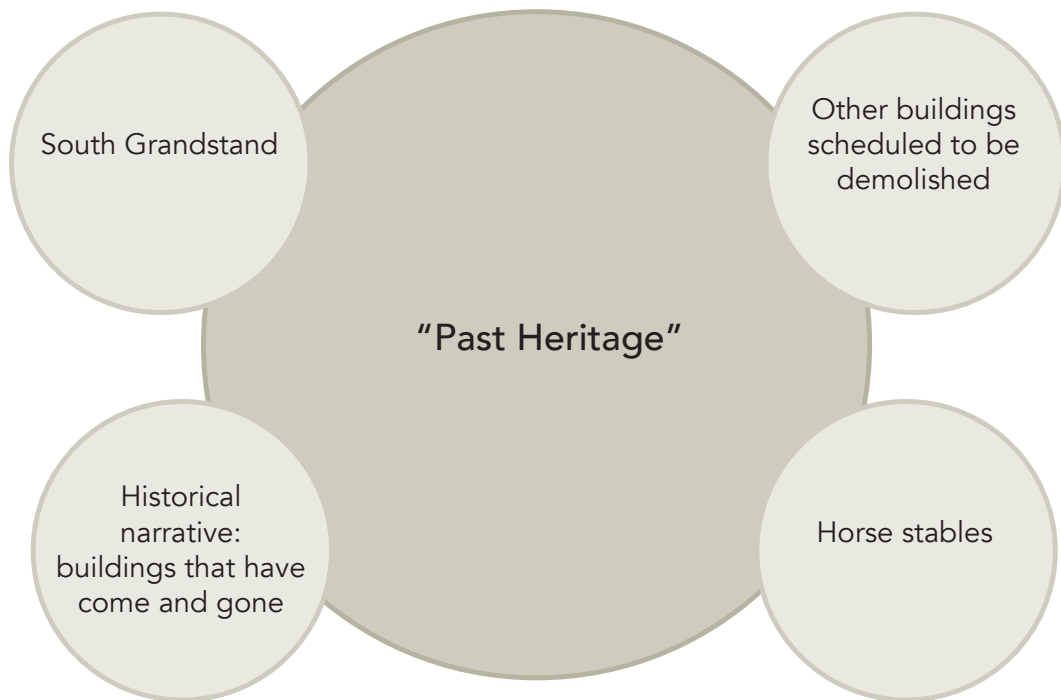 South Grandstand
Other buildings
scheduled to be
demolished
“Past Heritage”
Historical
narrative:
buildings that have
come and gone
Horse stables